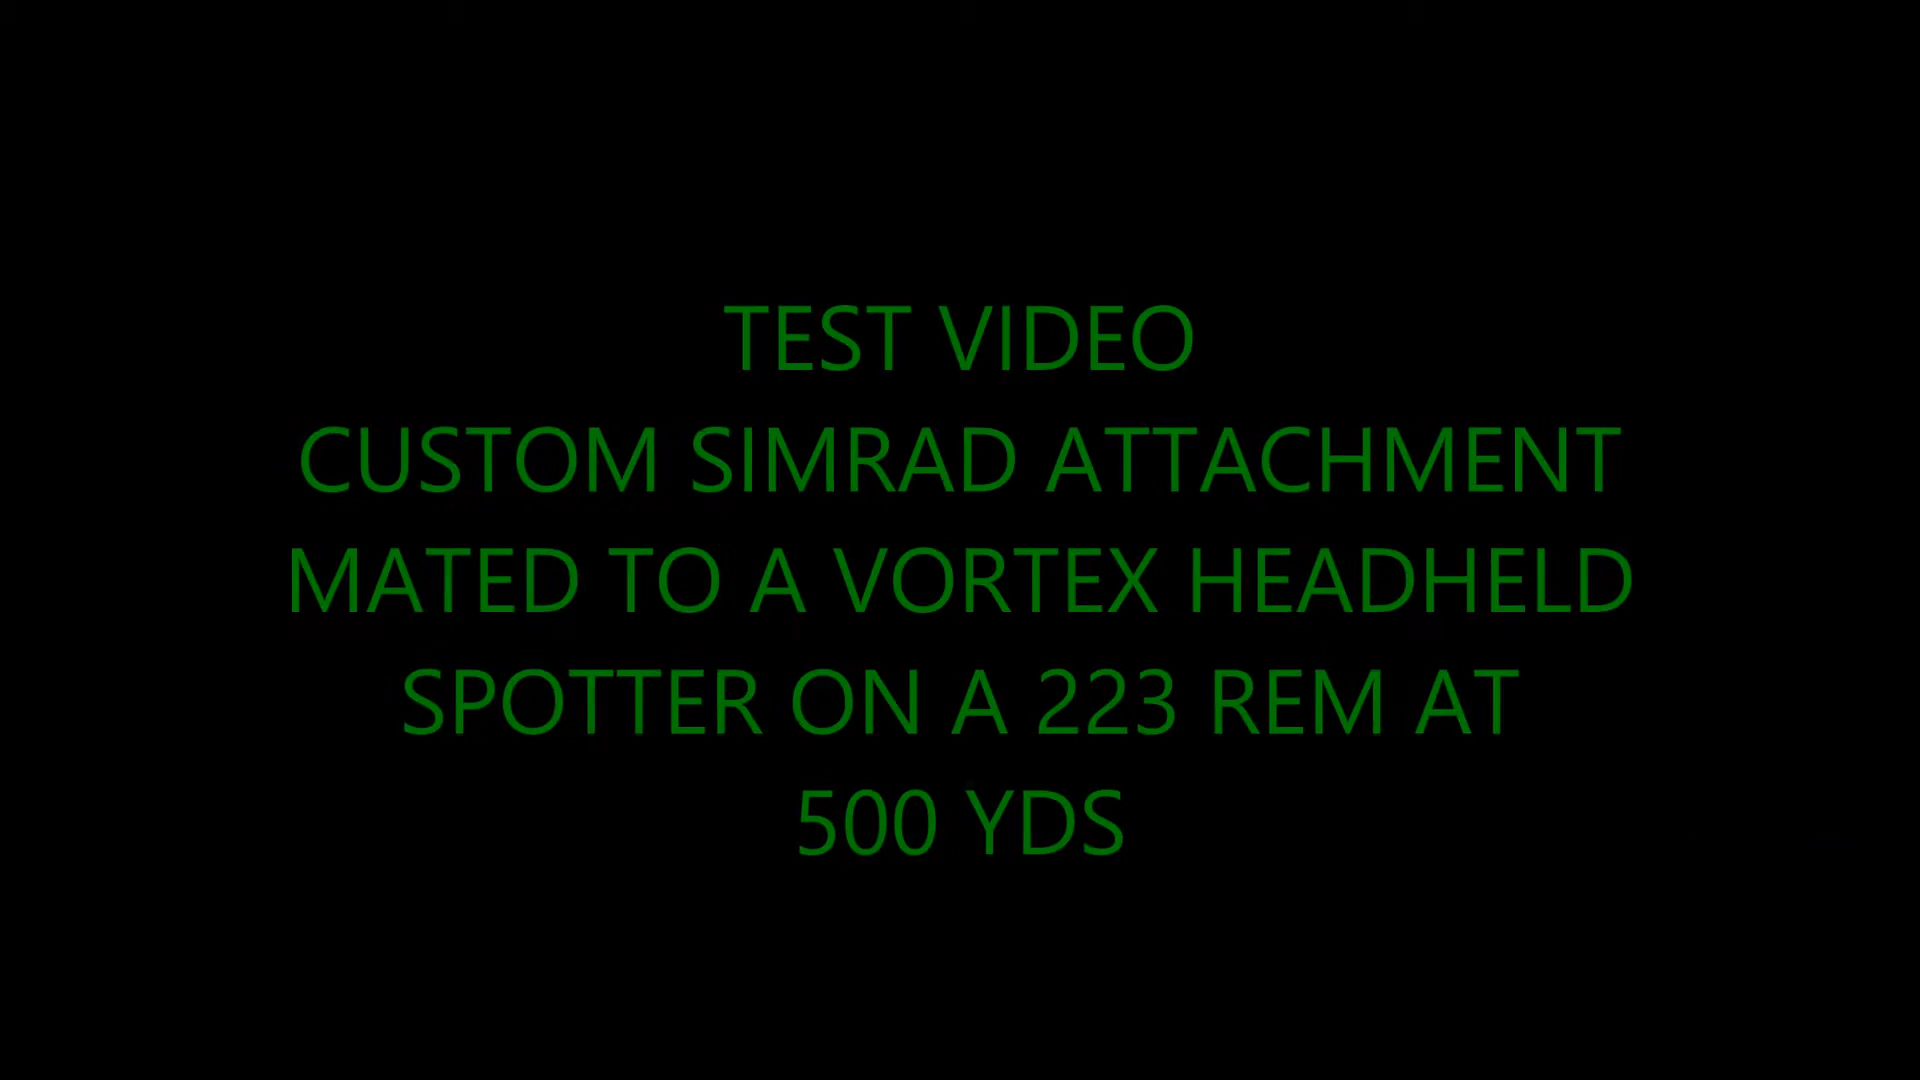 TEST VIDEO
CUSTOM SIMRAD ATTACHMENT
MATED TO A VORTEX HEADHELD
SPOTTER ON A 223 REM AT
500 YDS